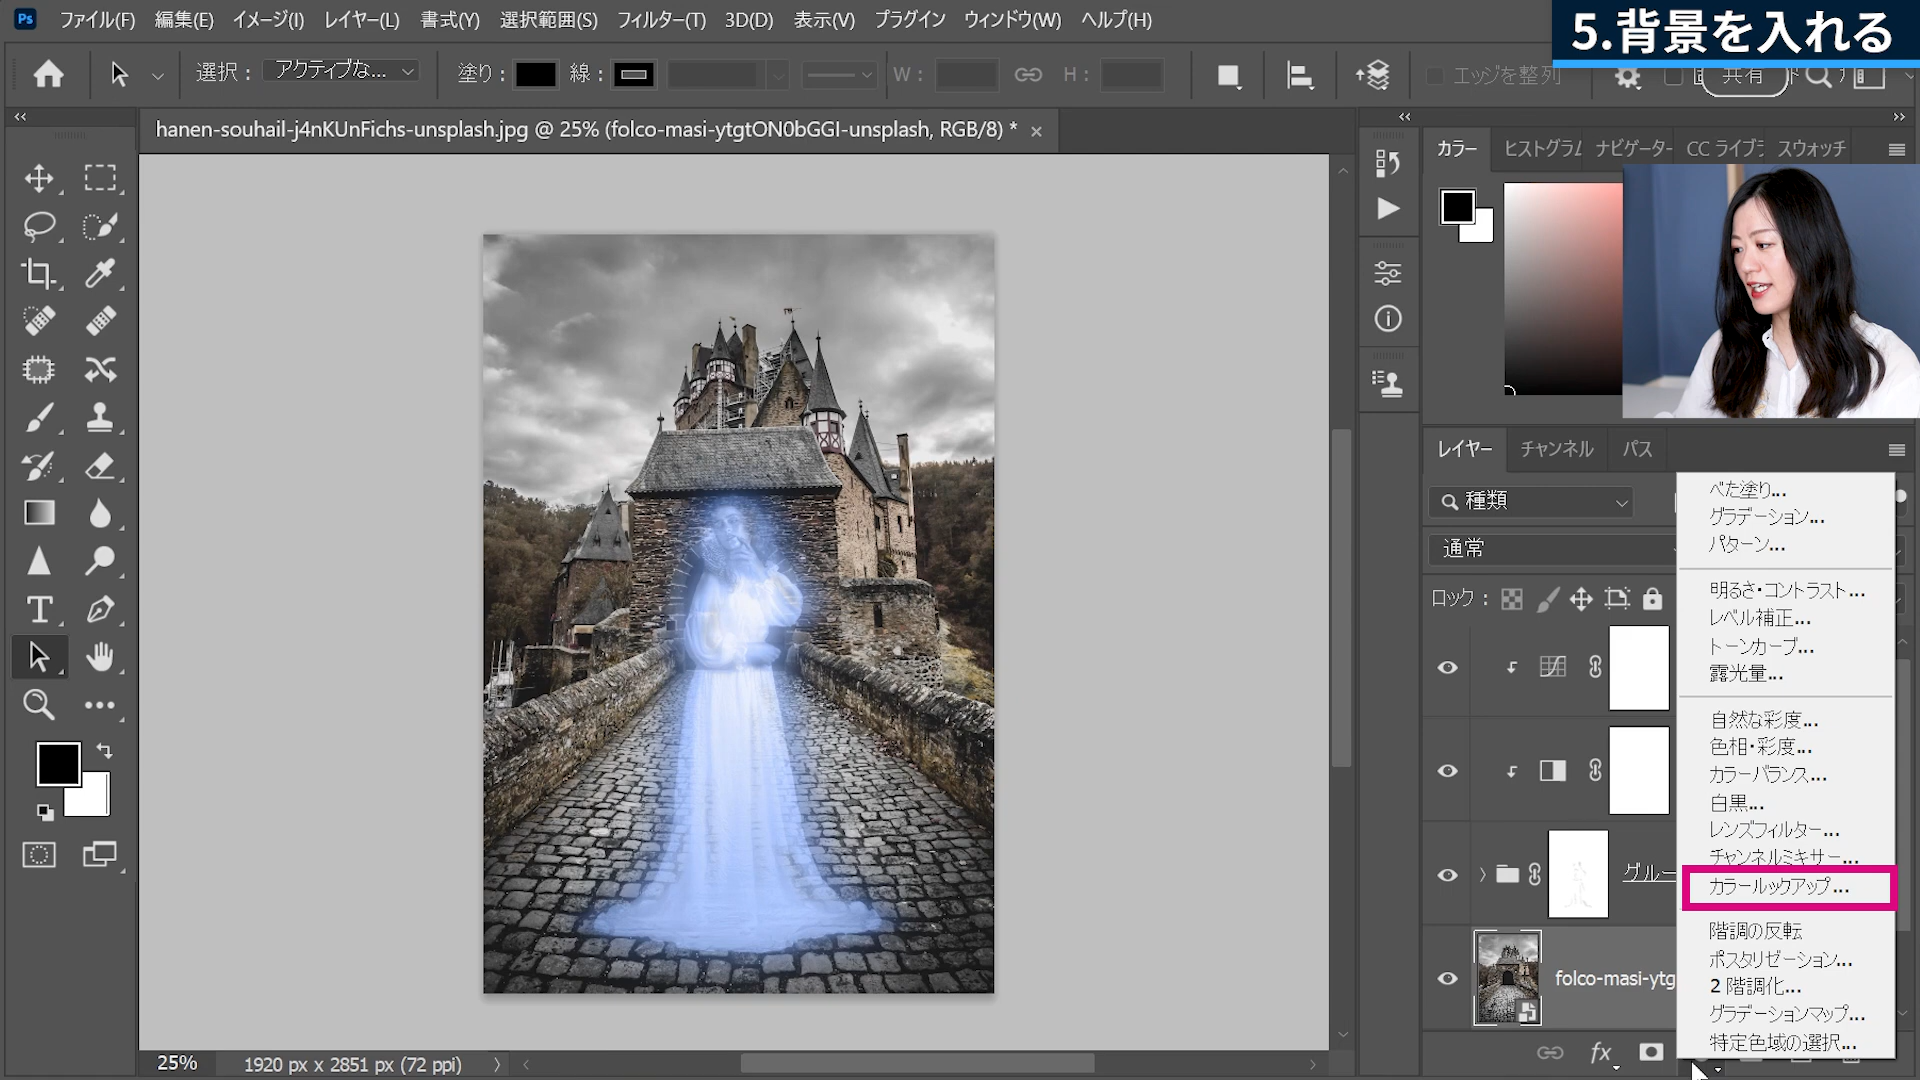 Ps ファイル(F) 編集(E) イメージ(I) レイヤー(L) 書式(Y) 選択範囲(S) フィルター(T) 3D(D) 表示(V) プラグイン ウィンドウ(W) ヘルプ(H)
5.背景を入れる
選択： アクティブな... 塗り： 線： W： H： エッジを整列 共有
hanen-souhail-j4nKUnFichs-unsplash.jpg @ 25% (folco-masi-ytgtON0bGGI-unsplash, RGB/8) *
カラー ヒストグラム ナビゲーター CC ライブラ スウォッチ
レイヤー チャンネル パス
種類
通常
ロック：
グルー
folco-masi-ytg
べた塗り...
グラデーション...
パターン...
明るさ・コントラスト...
レベル補正...
トーンカーブ...
露光量...
自然な彩度...
色相・彩度...
カラーバランス...
白黒...
レンズフィルター...
チャンネルミキサー...
カラールックアップ...
階調の反転
ポスタリゼーション...
2 階調化...
グラデーションマップ...
特定色域の選択...
fx
25% 1920 px x 2851 px (72 ppi)